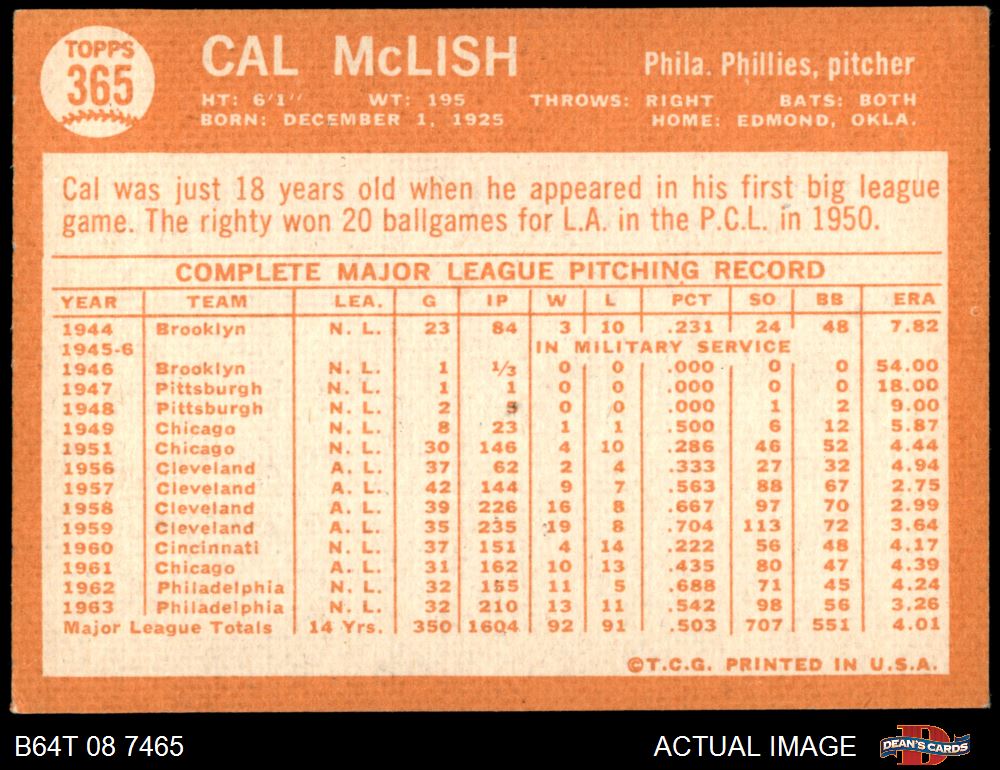 TOPPS
365
CAL McLISH
Phila. Phillies, pitcher
HT: 6'1" WT: 195 THROWS: RIGHT BATS: BOTH
BORN: DECEMBER 1, 1925 HOME: EDMOND, OKLA.
Cal was just 18 years old when he appeared in his first big league
game. The righty won 20 ballgames for L.A. in the P.C.L. in 1950.
COMPLETE MAJOR LEAGUE PITCHING RECORD
YEAR TEAM LEA. G IP W L PCT SO BB ERA
1944 Brooklyn N. L. 23 84 3 10 .231 24 48 7.82
1945-6 IN MILITARY SERVICE
1946 Brooklyn N. L. 1 1/3 0 0 .000 0 0 54.00
1947 Pittsburgh N. L. 1 1 0 0 .000 0 0 18.00
1948 Pittsburgh N. L. 2 5 0 0 .000 1 2 9.00
1949 Chicago N. L. 8 23 1 1 .500 6 12 5.87
1951 Chicago N. L. 30 146 4 10 .286 46 52 4.44
1956 Cleveland A. L. 37 62 2 4 .333 27 32 4.94
1957 Cleveland A. L. 42 144 9 7 .563 88 67 2.75
1958 Cleveland A. L. 39 226 16 8 .667 97 70 2.99
1959 Cleveland A. L. 35 235 19 8 .704 113 72 3.64
1960 Cincinnati N. L. 37 151 4 14 .222 56 48 4.17
1961 Chicago A. L. 31 162 10 13 .435 80 47 4.39
1962 Philadelphia N. L. 32 155 11 5 .688 71 45 4.24
1963 Philadelphia N. L. 32 210 13 11 .542 98 56 3.26
Major League Totals 14 Yrs. 350 1604 92 91 .503 707 551 4.01
©T.C.G. PRINTED IN U.S.A.
B64T 08 7465 ACTUAL IMAGE DEAN'S CARDS